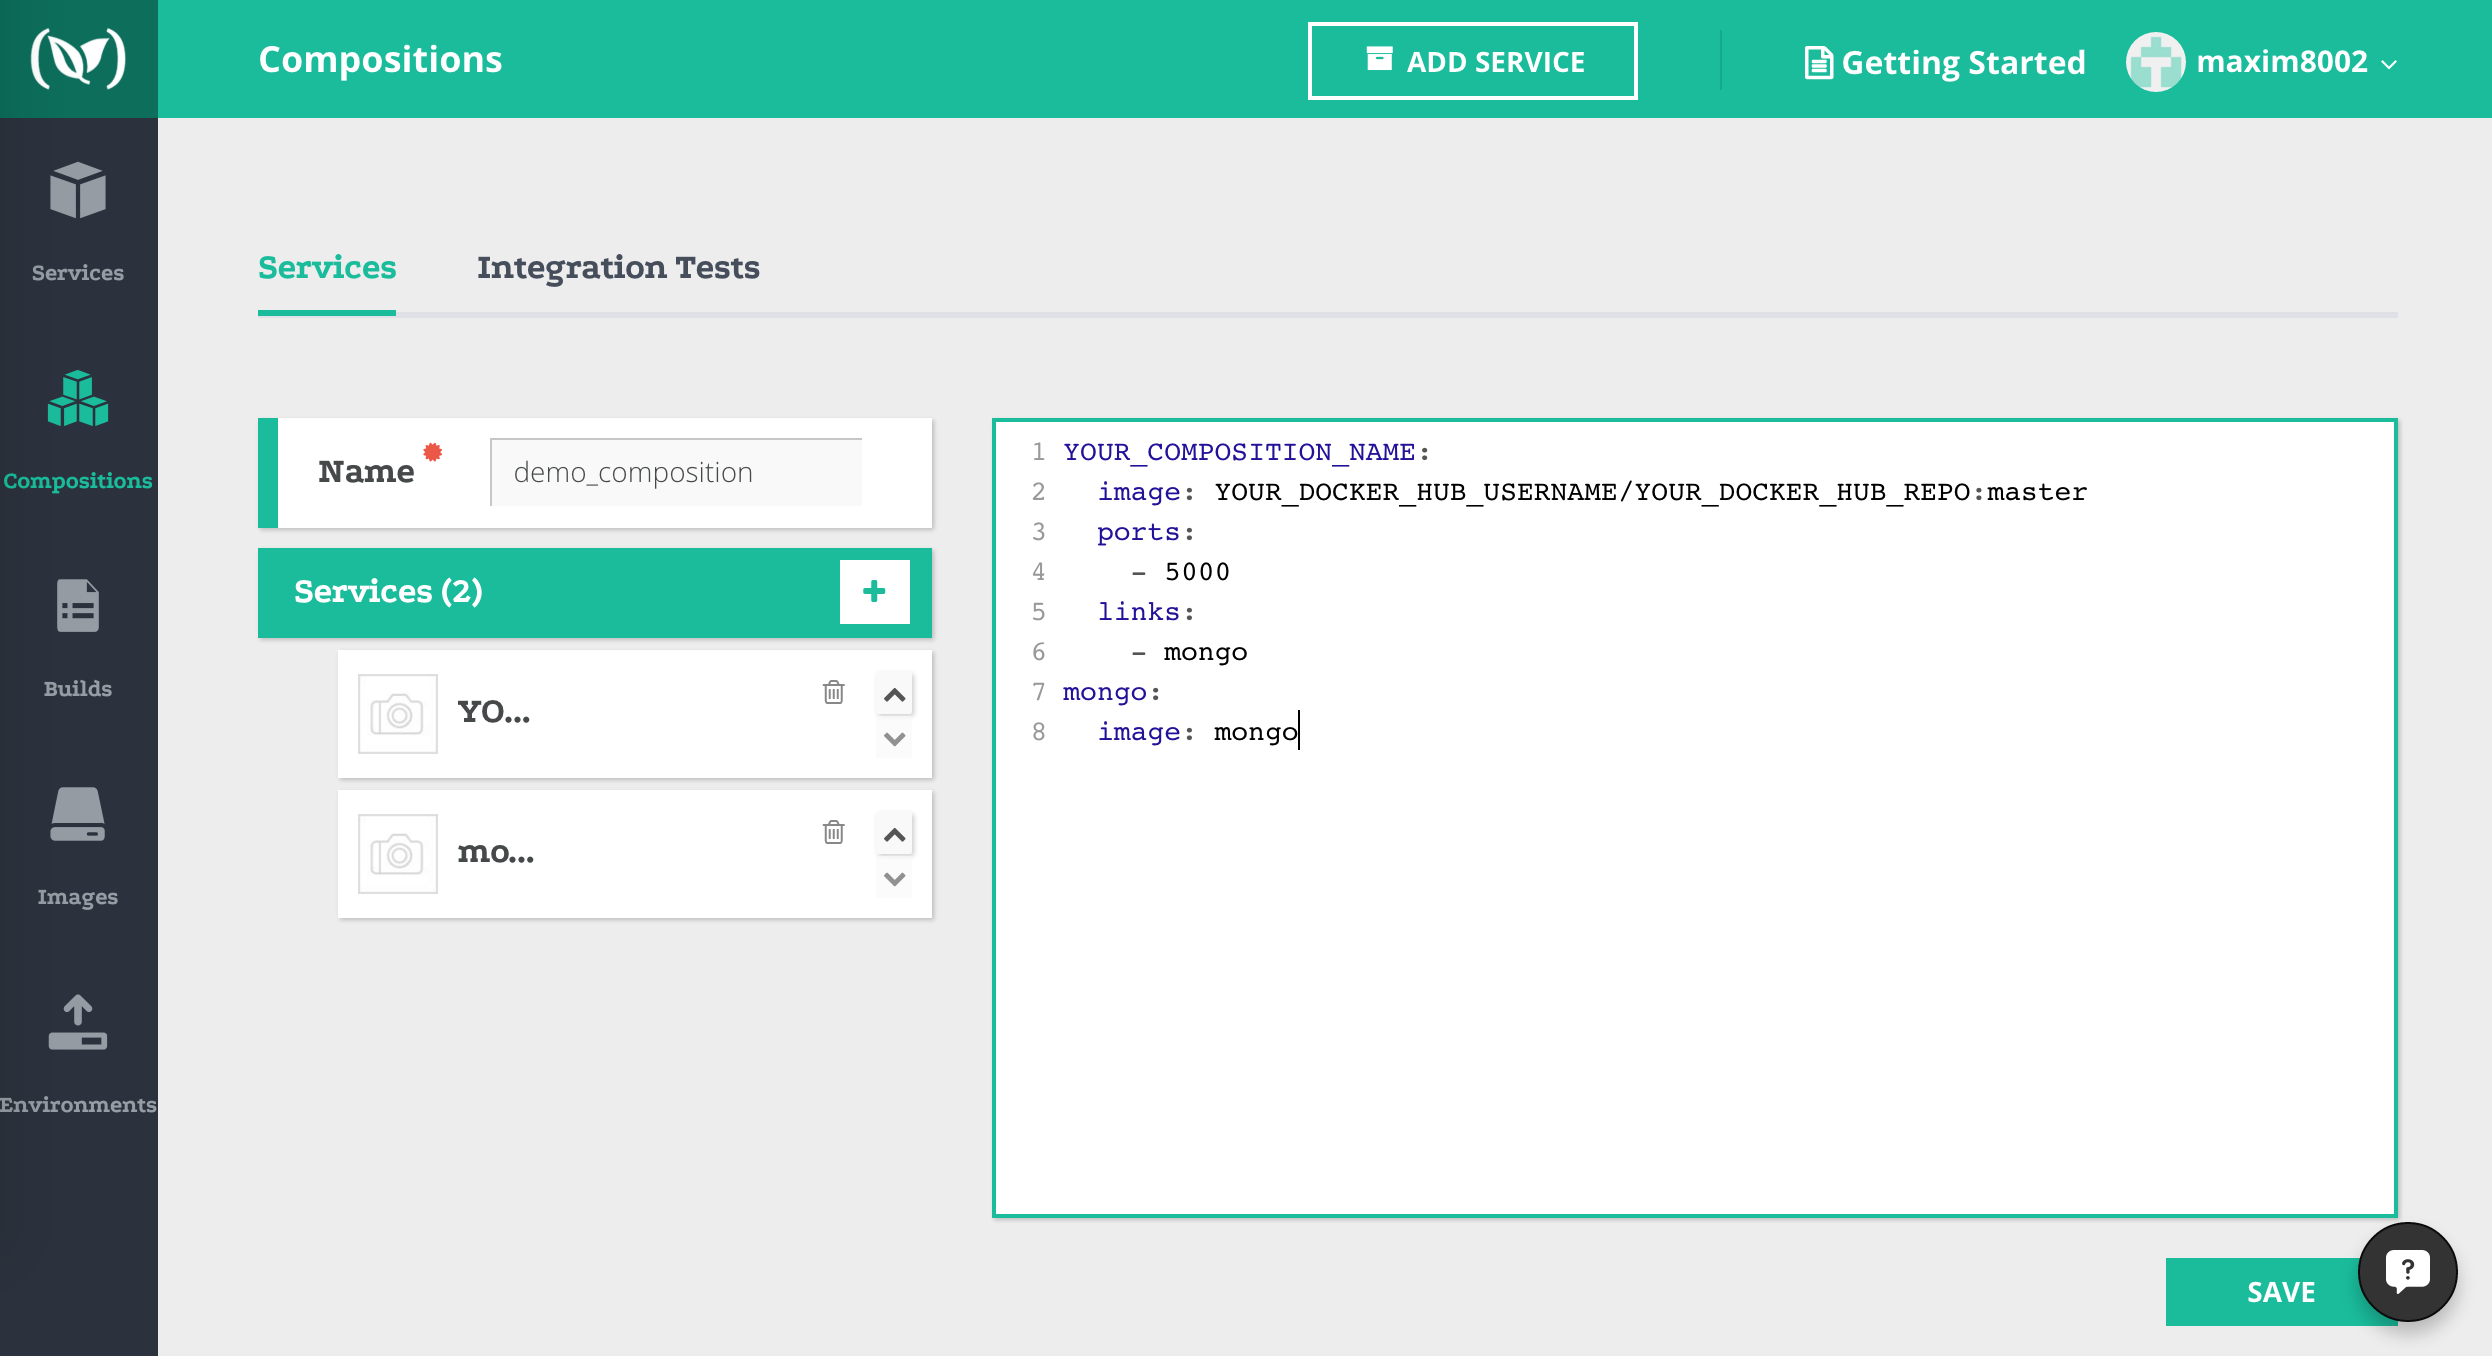 Compositions
ADD SERVICE
Getting Started
maxim8002
Services
Compositions
Builds
Images
Environments
Services
Integration Tests
Name
demo_composition
Services (2)
YO...
mo...
1 YOUR_COMPOSITION_NAME:
2   image: YOUR_DOCKER_HUB_USERNAME/YOUR_DOCKER_HUB_REPO:master
3   ports:
4     - 5000
5   links:
6     - mongo
7 mongo:
8   image: mongo
SAVE
?